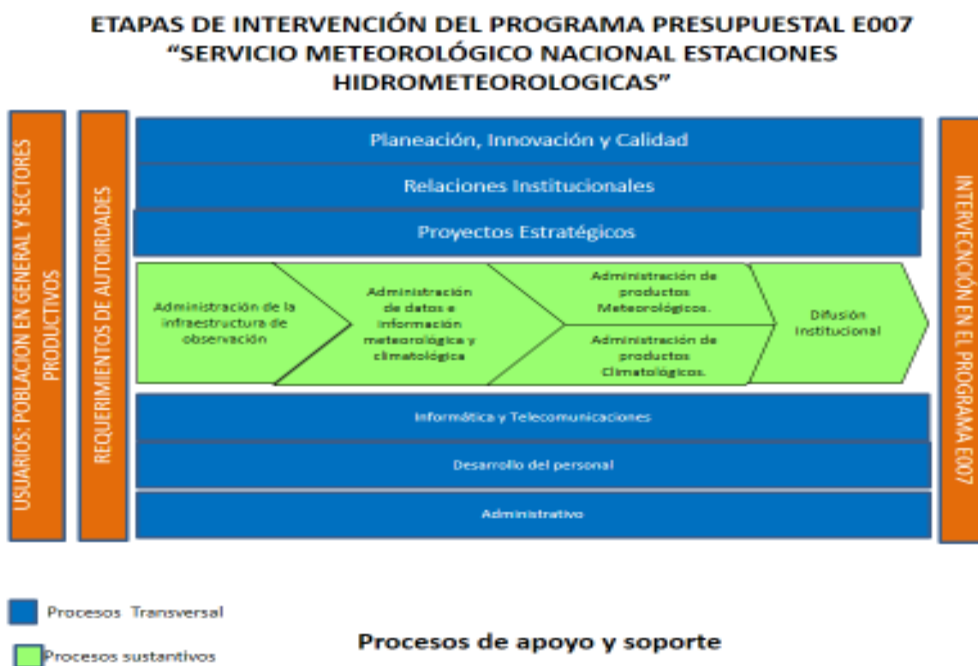 ETAPAS DE INTERVENCIÓN DEL PROGRAMA PRESUPUESTAL E007
“SERVICIO METEOROLÓGICO NACIONAL ESTACIONES
HIDROMETEOROLOGICAS”
USUARIOS: POBLACION EN GENERAL Y SECTORES
PRODUCTIVOS
REQUERIMIENTOS DE AUTOIRDADES
Planeación, Innovación y Calidad
Relaciones Institucionales
Proyectos Estratégicos
Administración de la
infraestructura de
observación
Administración
de datos e
información
meteorológica y
climatológica
Administración de
productos
Meteorológicos.
Administración de
productos
Climatológicos.
Difusión
Institucional
Informática y Telecomunicaciones
Desarrollo del personal
Administrativo
INTERVECNCIÓN EN EL PROGRAMA E007
Procesos Transversal
Procesos sustantivos
Procesos de apoyo y soporte